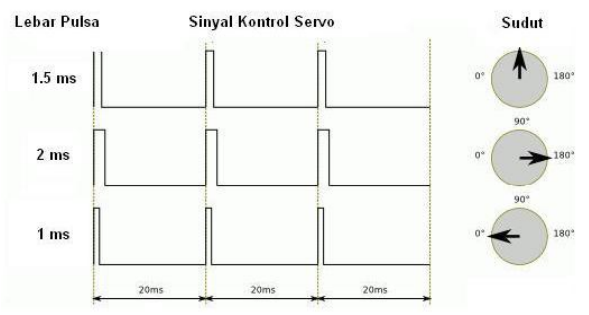 Lebar Pulsa Sinyal Kontrol Servo Sudut
1.5 ms 0° 180°
90°
2 ms 0° 180°
90°
1 ms 0° 180°
20ms 20ms 20ms